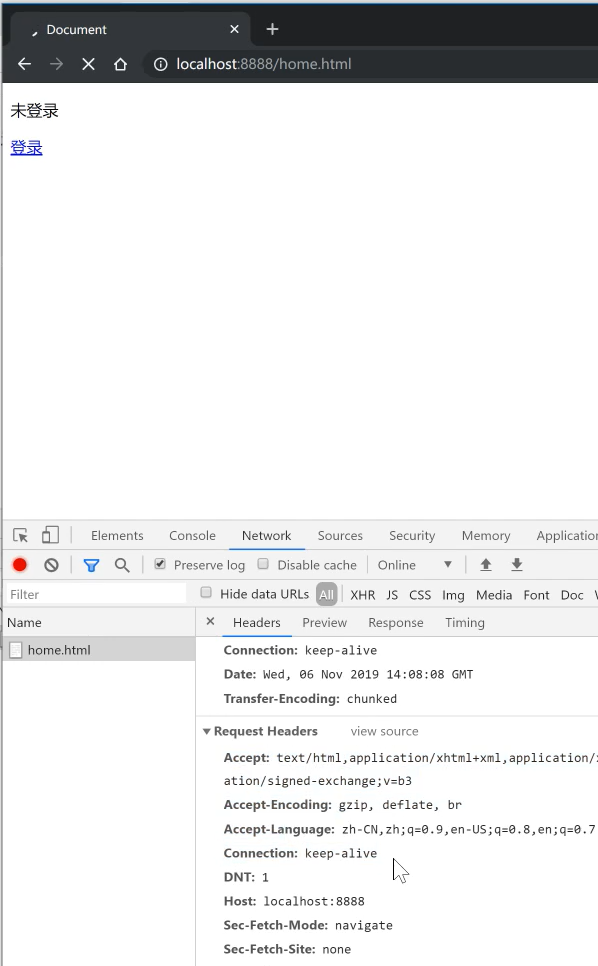 Document
localhost:8888/home.html
未登录
登录
Elements Console Network Sources Security Memory
Preserve log Disable cache Online
Filter Hide data URLs All XHR JS CSS Img Media Font Doc
Name Headers Preview Response Timing
home.html
Connection: keep-alive
Date: Wed, 06 Nov 2019 14:08:08 GMT
Transfer-Encoding: chunked
Request Headers view source
Accept: text/html,application/xhtml+xml,application/x
ation/signed-exchange;v=b3
Accept-Encoding: gzip, deflate, br
Accept-Language: zh-CN,zh;q=0.9,en-US;q=0.8,en;q=0.7
Connection: keep-alive
DNT: 1
Host: localhost:8888
Sec-Fetch-Mode: navigate
Sec-Fetch-Site: none